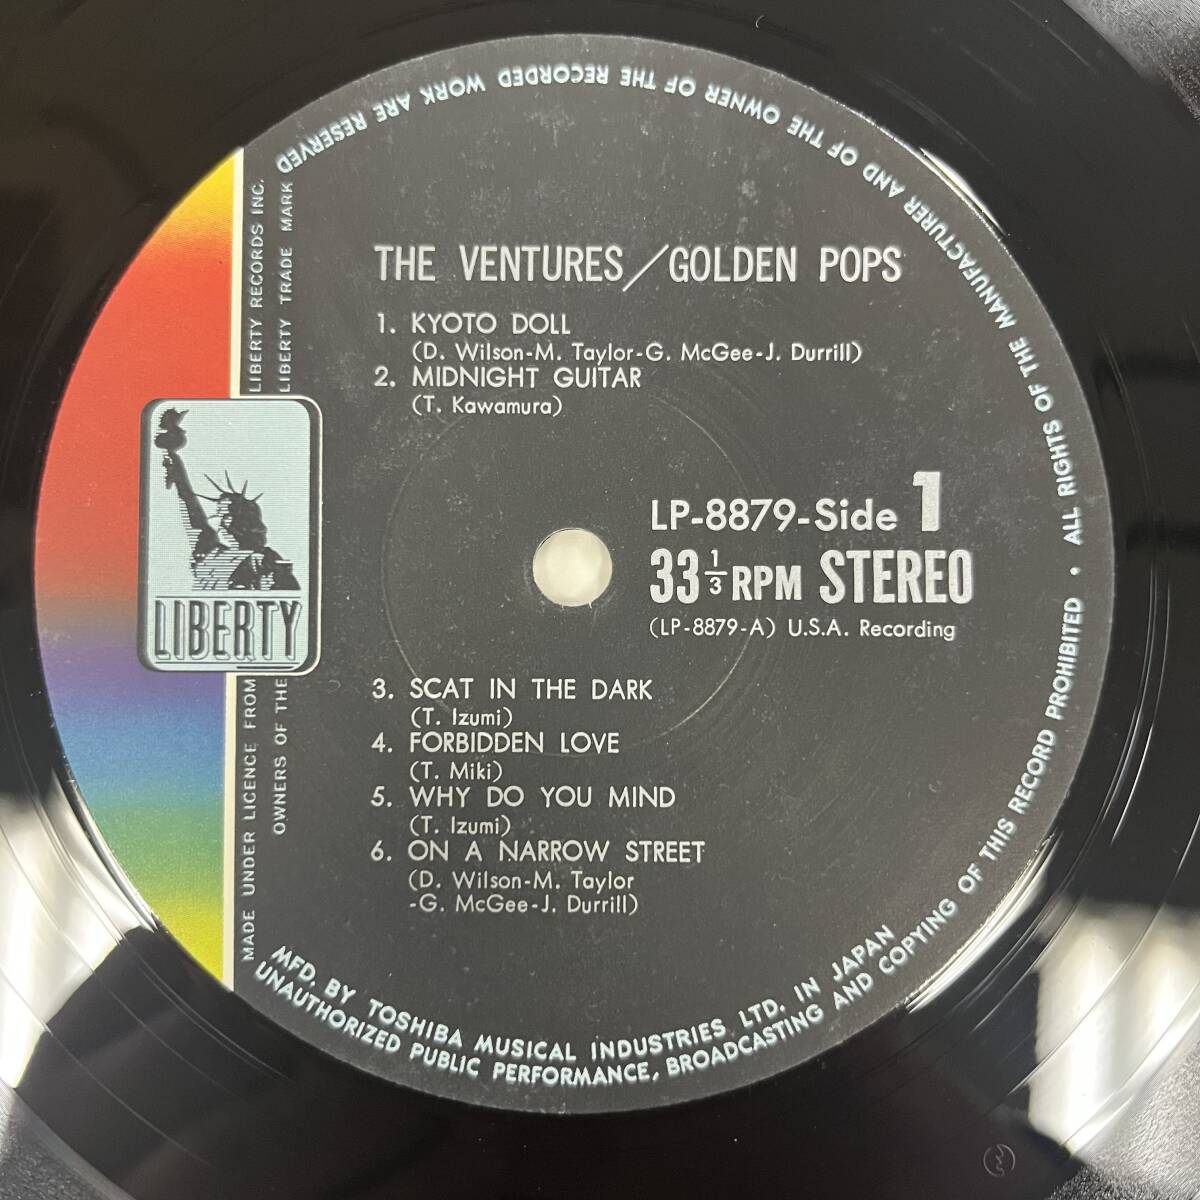 THE VENTURES/GOLDEN POPS
1. KYOTO DOLL
(D. Wilson-M. Taylor-G. McGee-J. Durrill)
2. MIDNIGHT GUITAR
(T. Kawamura)
LP-8879-Side 1
33 1/3 RPM STEREO
(LP-8879-A) U.S.A. Recording
3. SCAT IN THE DARK
(T. Izumi)
4. FORBIDDEN LOVE
(T. Miki)
5. WHY DO YOU MIND
(T. Izumi)
6. ON A NARROW STREET
(D. Wilson-M. Taylor
-G. McGee-J. Durrill)
LIBERTY
MADE UNDER LICENCE FROM LIBERTY RECORDS INC.
OWNERS OF THE LIBERTY TRADE MARK
MFD. BY TOSHIBA MUSICAL INDUSTRIES LTD. IN JAPAN
UNAUTHORIZED PUBLIC PERFORMANCE, BROADCASTING AND COPYING OF THIS RECORD PROHIBITED • ALL RIGHTS OF THE MANUFACTURER AND OF THE OWNER OF THE RECORDED WORK ARE RESERVED